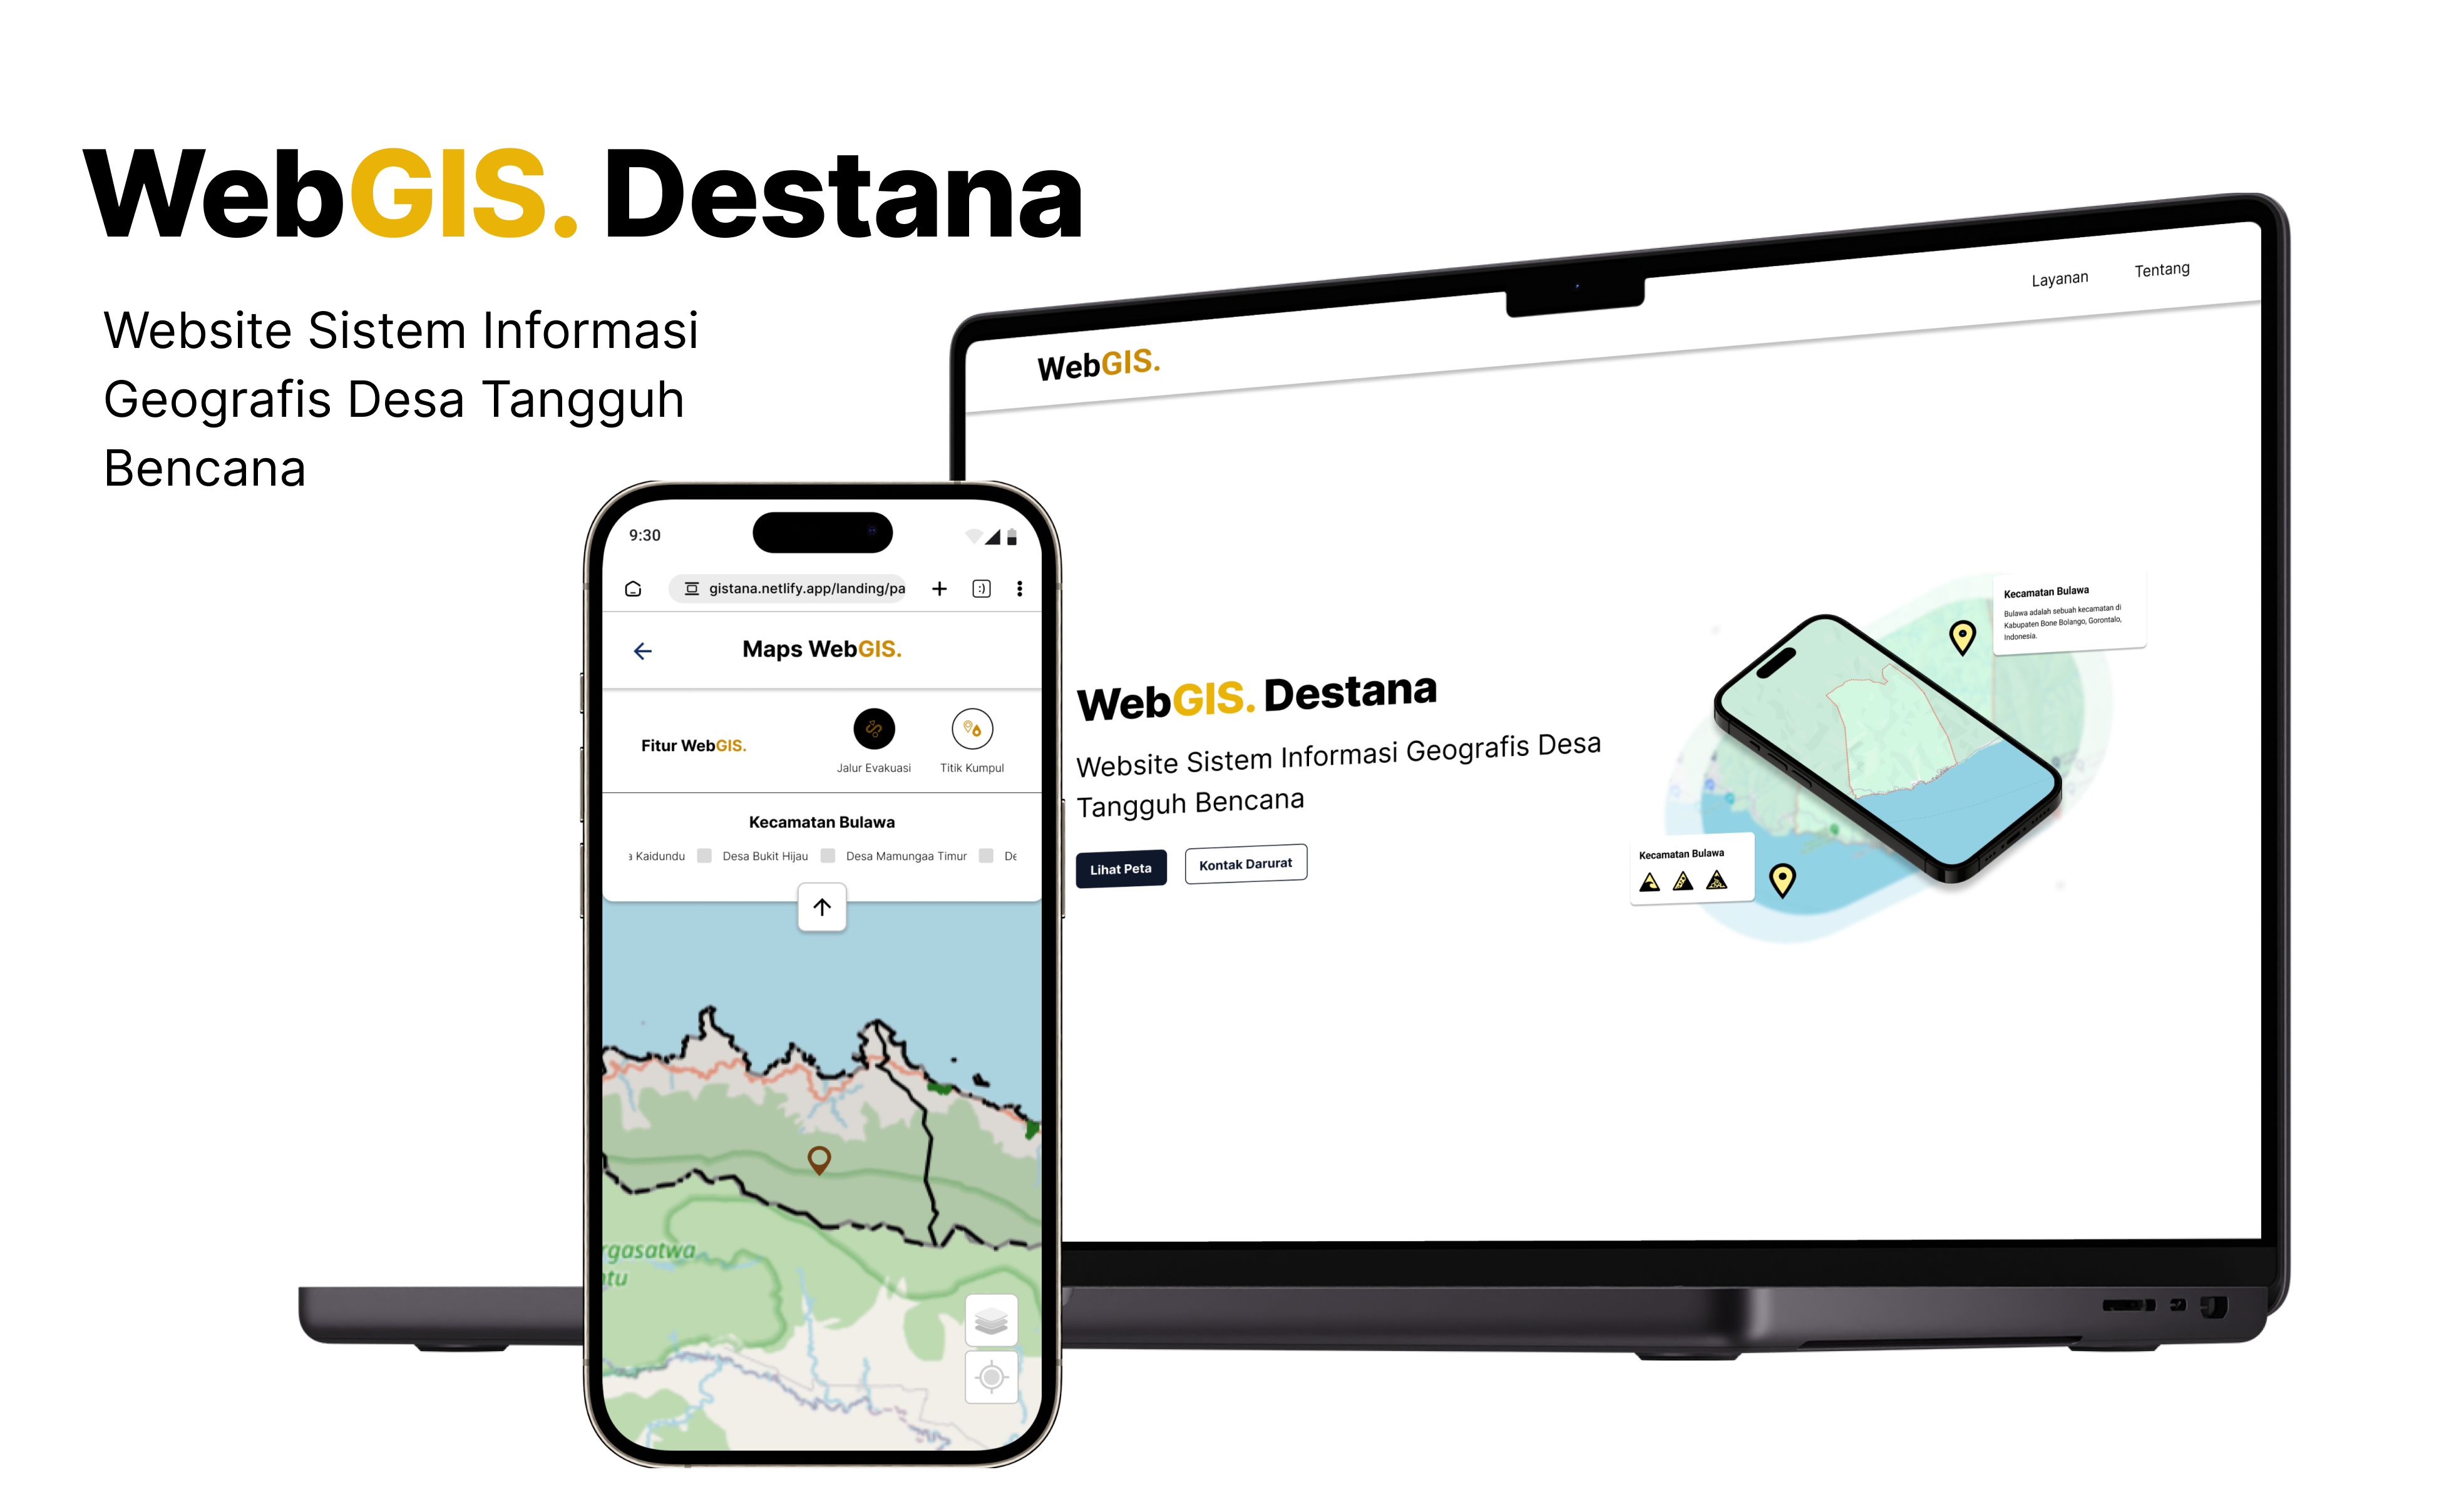 WebGIS. Destana
Website Sistem Informasi
Geografis Desa Tangguh
Bencana
9:30
gistana.netlify.app/landing/pa
Maps WebGIS.
Fitur WebGIS.
Jalur Evakuasi
Titik Kumpul
Kecamatan Bulawa
a Kaidundu
Desa Bukit Hijau
Desa Mamungaa Timur
De
rgasatwa
ntu
WebGIS.
Layanan
Tentang
WebGIS. Destana
Website Sistem Informasi Geografis Desa
Tangguh Bencana
Lihat Peta
Kontak Darurat
Kecamatan Bulawa
Bulawa adalah sebuah kecamatan di
Kabupaten Bone Bolango, Gorontalo,
Indonesia.
Kecamatan Bulawa